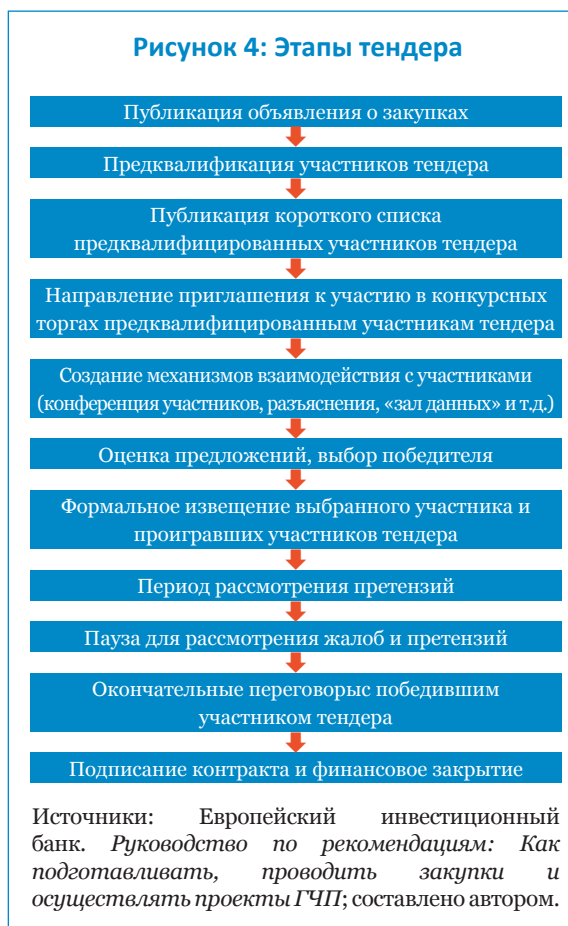 Рисунок 4: Этапы тендера
Публикация объявления о закупках
Предквалификация участников тендера
Публикация короткого списка
предквалифицированных участников тендера
Направление приглашения к участию в конкурсных
торгах предквалифицированным участникам тендера
Создание механизмов взаимодействия с участниками
(конференция участников, разъяснения, «зал данных» и т.д.)
Оценка предложений, выбор победителя
Формальное извещение выбранного участника и
проигравших участников тендера
Период рассмотрения претензий
Пауза для рассмотрения жалоб и претензий
Окончательные переговорыс победившим
участником тендера
Подписание контракта и финансовое закрытие
Источники: Европейский инвестиционный
банк. Руководство по рекомендациям: Как
подготавливать, проводить закупки и
осуществлять проекты ГЧП; составлено автором.